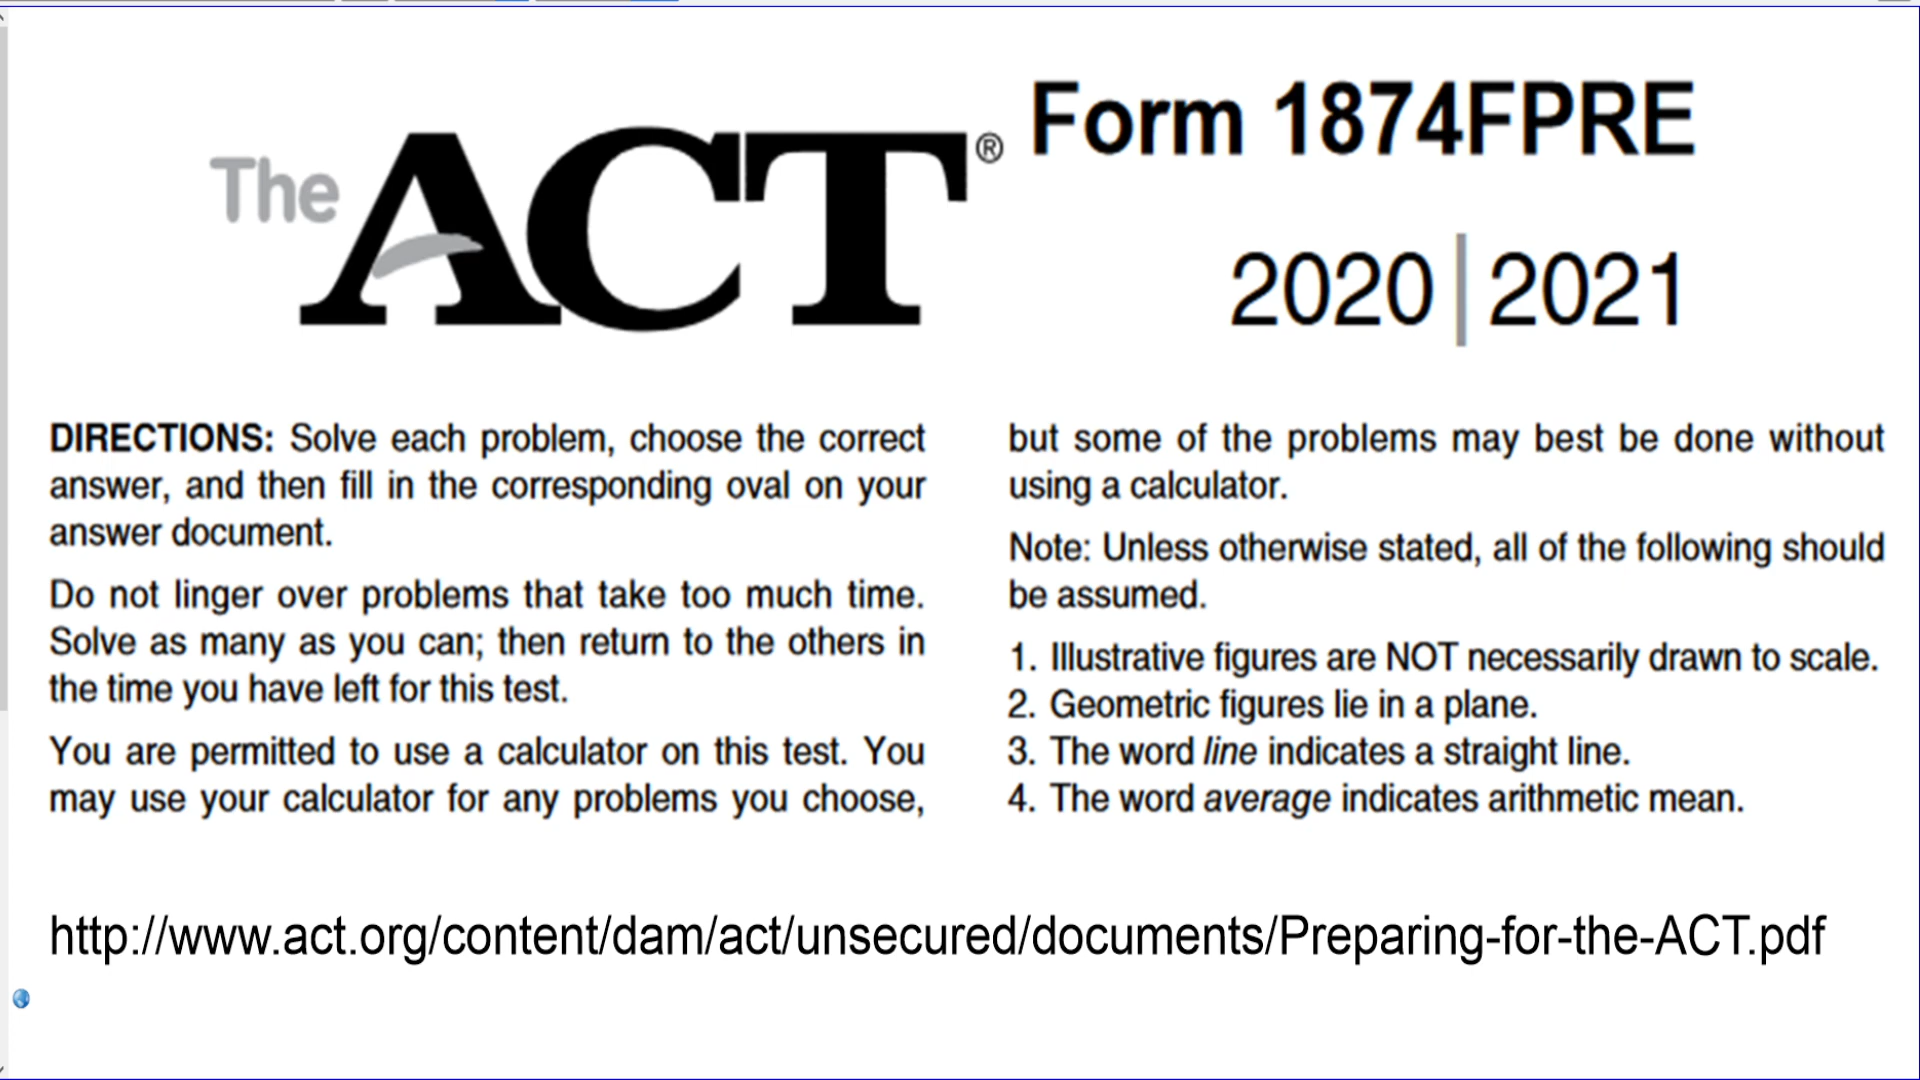 The ACT®
Form 1874FPRE
2020|2021
DIRECTIONS: Solve each problem, choose the correct
answer, and then fill in the corresponding oval on your
answer document.
Do not linger over problems that take too much time.
Solve as many as you can; then return to the others in
the time you have left for this test.
You are permitted to use a calculator on this test. You
may use your calculator for any problems you choose,
but some of the problems may best be done without
using a calculator.
Note: Unless otherwise stated, all of the following should
be assumed.
1. Illustrative figures are NOT necessarily drawn to scale.
2. Geometric figures lie in a plane.
3. The word line indicates a straight line.
4. The word average indicates arithmetic mean.
http://www.act.org/content/dam/act/unsecured/documents/Preparing-for-the-ACT.pdf